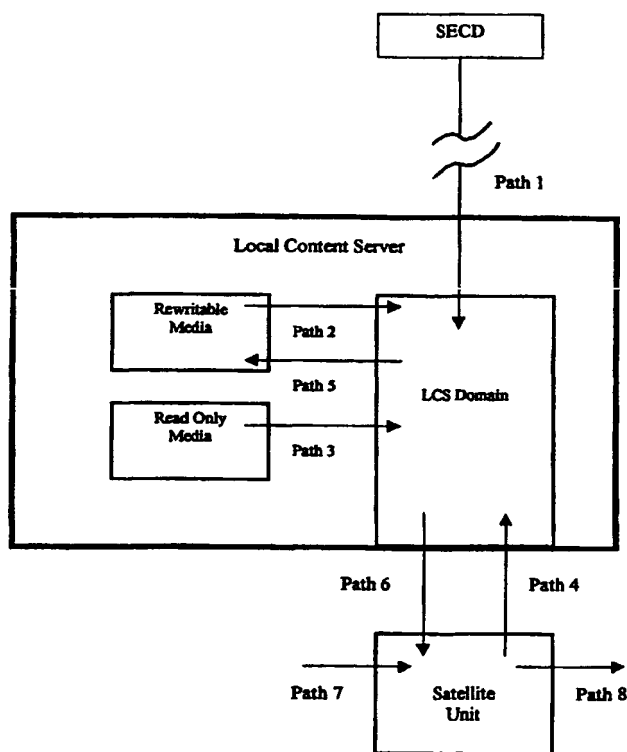 SECD
Path 1
Local Content Server
Rewritable
Media
Path 2
Path 5
LCS Domain
Read Only
Media
Path 3
Path 6
Path 4
Path 7
Satellite
Unit
Path 8